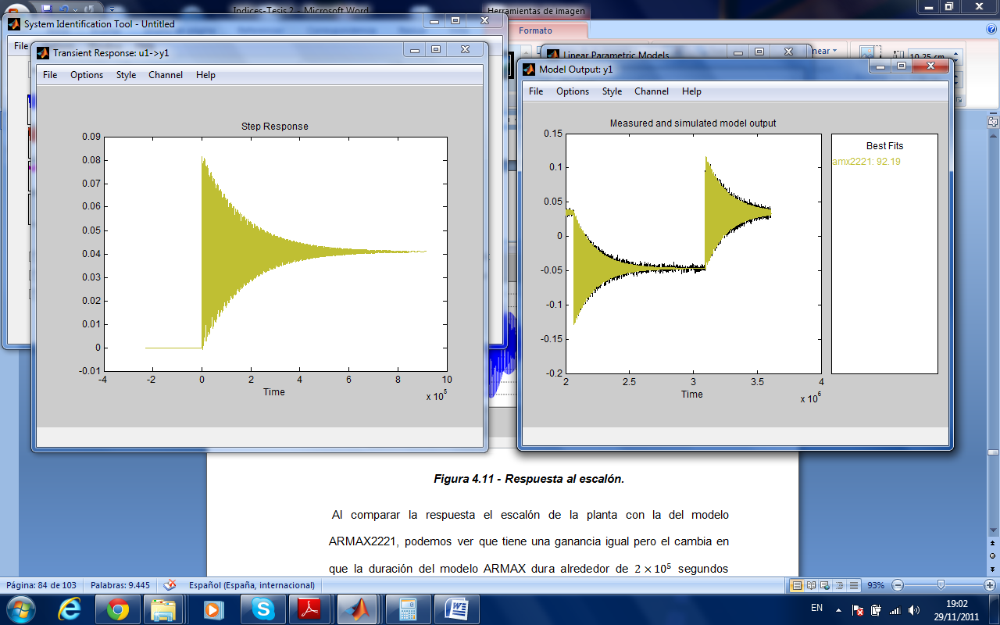 Indices-Tesis 2 - Microsoft Word
Herramientas de imagen
Formato
System Identification Tool - Untitled
File
Transient Response: u1->y1
File Options Style Channel Help
Step Response
0.09
0.08
0.07
0.06
0.05
0.04
0.03
0.02
0.01
0
-0.01
-4 -2 0 2 4 6 8 10
Time
x 10⁵
Linear Parametric Models
10,25 cm
Model Output: y1
File Options Style Channel Help
Measured and simulated model output
0.15
0.1
0.05
0
-0.05
-0.1
-0.15
-0.2
2 2.5 3 3.5 4
Time
x 10⁶
Best Fits
amx2221: 92.19
Figura 4.11 - Respuesta al escalón.
Al comparar la respuesta el escalón de la planta con la del modelo
ARMAX2221, podemos ver que tiene una ganancia igual pero el cambia en
que la duración del modelo ARMAX dura alrededor de 2 × 10⁵ segundos
Página: 84 de 103 Palabras: 9.445 Español (España, internacional) 93%
EN
19:02
29/11/2011